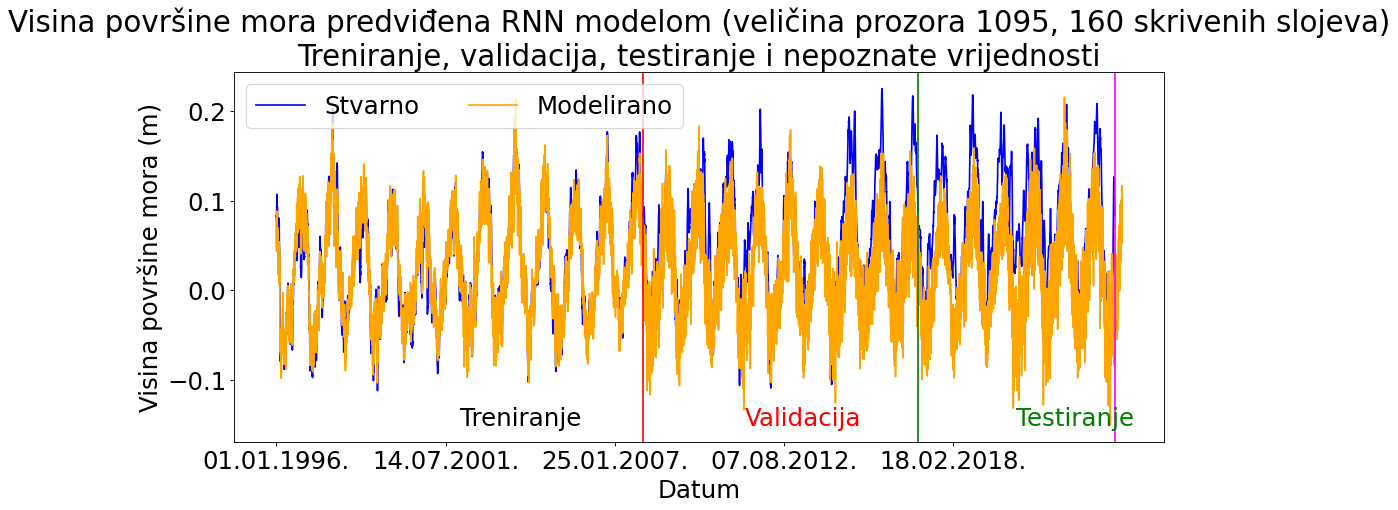 Visina površine mora predviđena RNN modelom (veličina prozora 1095, 160 skrivenih slojeva)
Treniranje, validacija, testiranje i nepoznate vrijednosti
Stvarno
Modelirano
Visina površine mora (m)
0.2
0.1
0.0
−0.1
Treniranje
Validacija
Testiranje
01.01.1996.
14.07.2001.
25.01.2007.
07.08.2012.
18.02.2018.
Datum